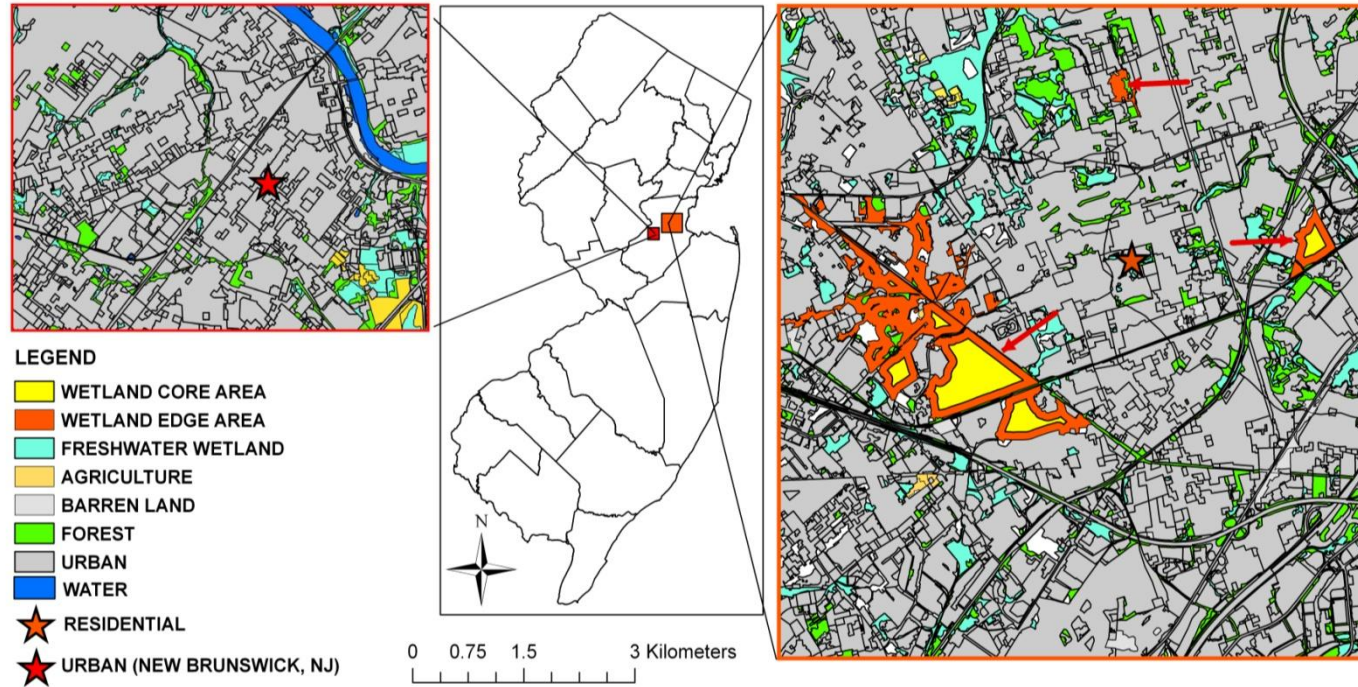 LEGEND
WETLAND CORE AREA
WETLAND EDGE AREA
FRESHWATER WETLAND
AGRICULTURE
BARREN LAND
FOREST
URBAN
WATER
RESIDENTIAL
URBAN (NEW BRUNSWICK, NJ)
N
0 0.75 1.5 3 Kilometers